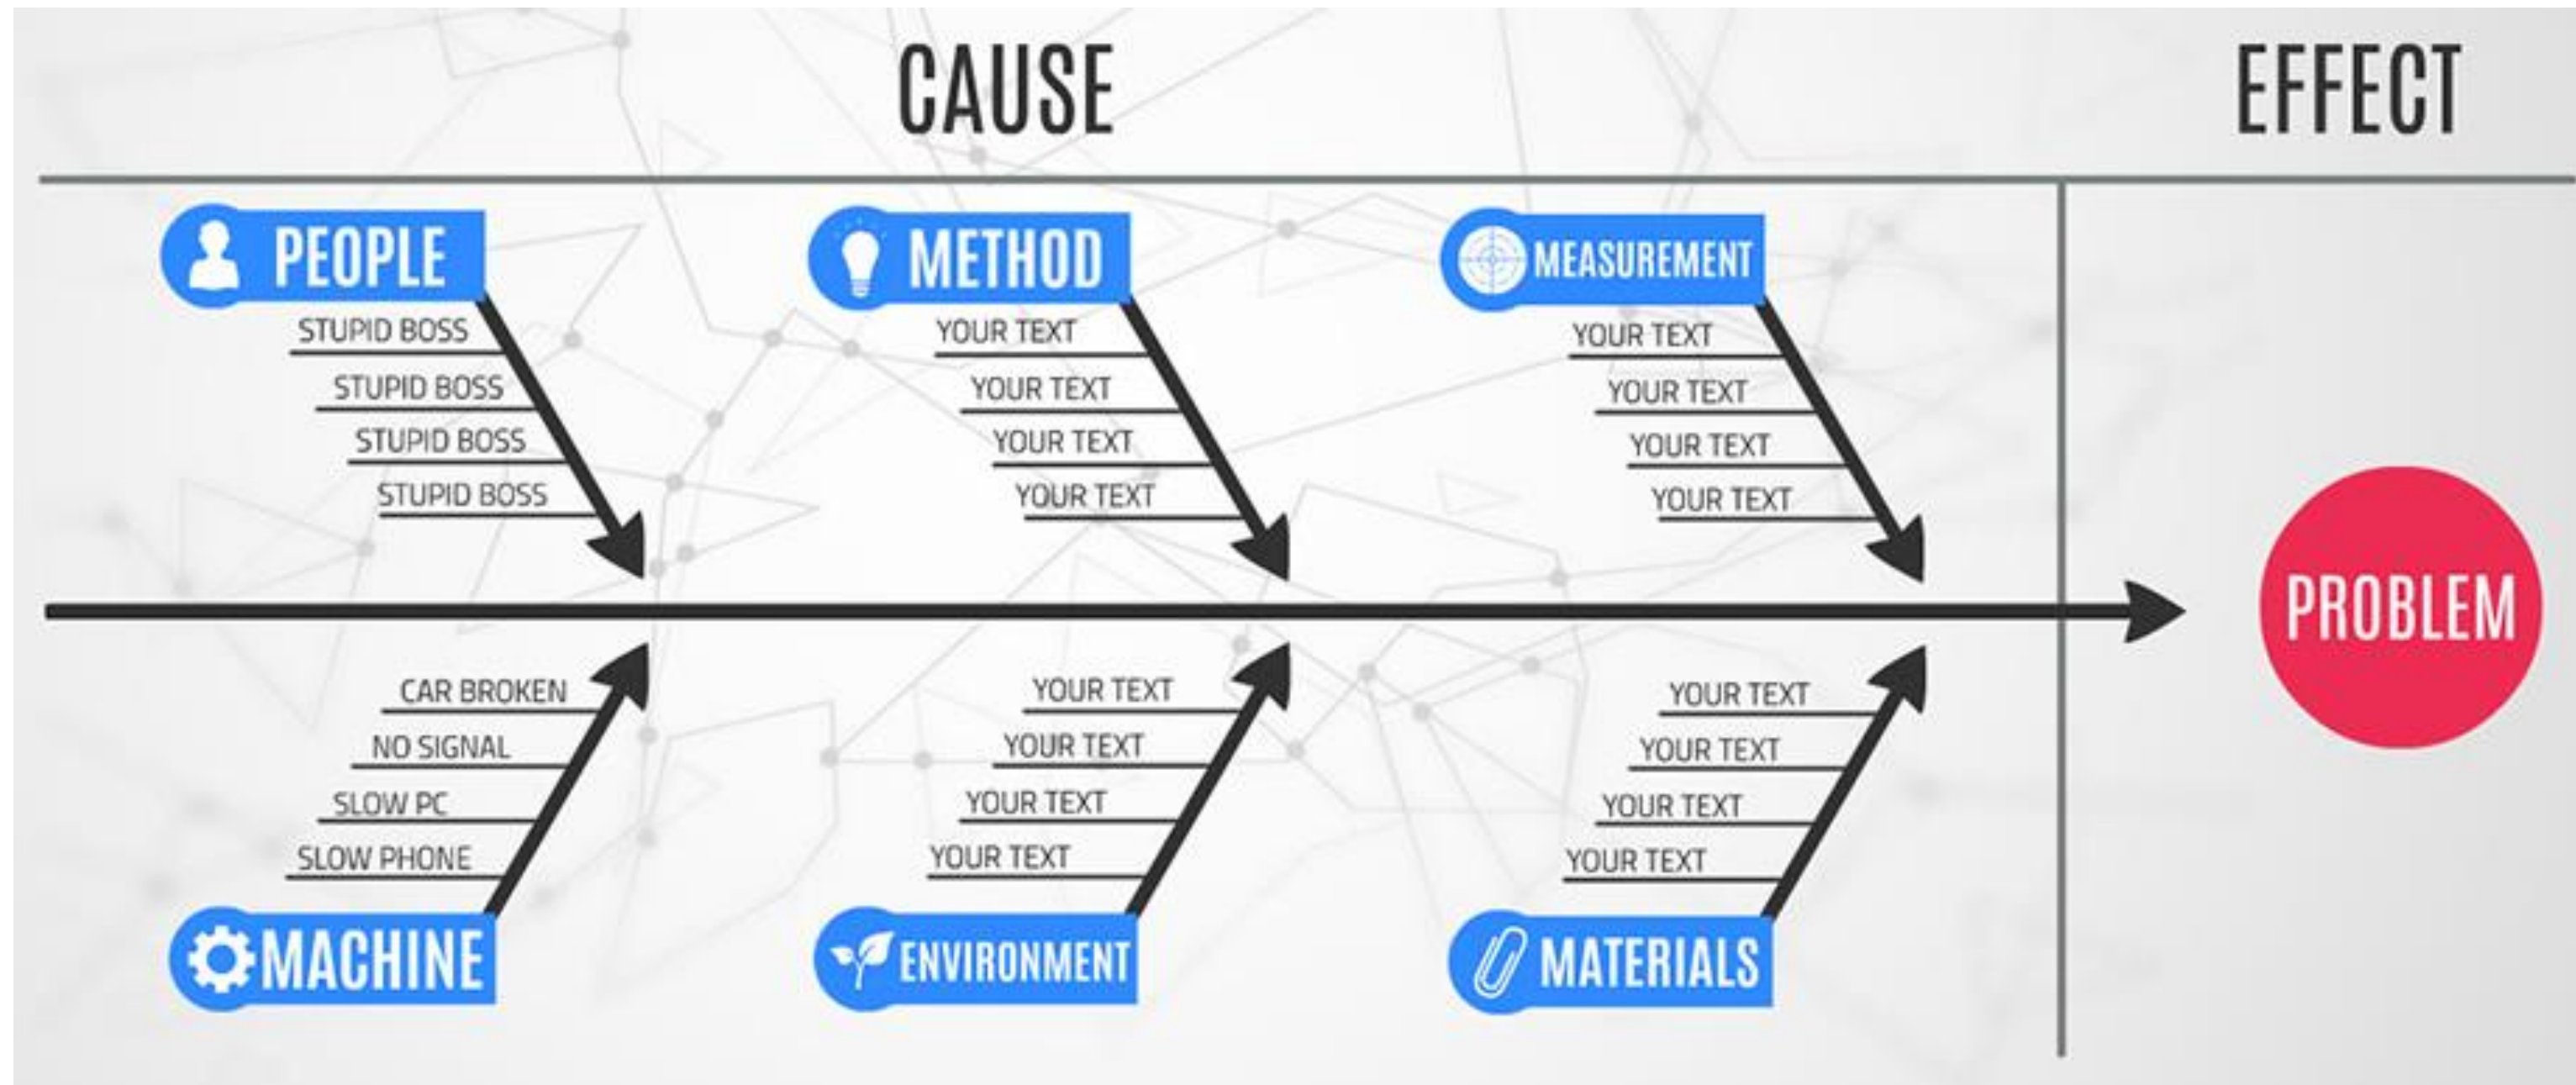 CAUSE
EFFECT
PEOPLE
STUPID BOSS
STUPID BOSS
STUPID BOSS
STUPID BOSS
METHOD
YOUR TEXT
YOUR TEXT
YOUR TEXT
YOUR TEXT
MEASUREMENT
YOUR TEXT
YOUR TEXT
YOUR TEXT
YOUR TEXT
PROBLEM
CAR BROKEN
NO SIGNAL
SLOW PC
SLOW PHONE
MACHINE
YOUR TEXT
YOUR TEXT
YOUR TEXT
YOUR TEXT
ENVIRONMENT
YOUR TEXT
YOUR TEXT
YOUR TEXT
YOUR TEXT
MATERIALS